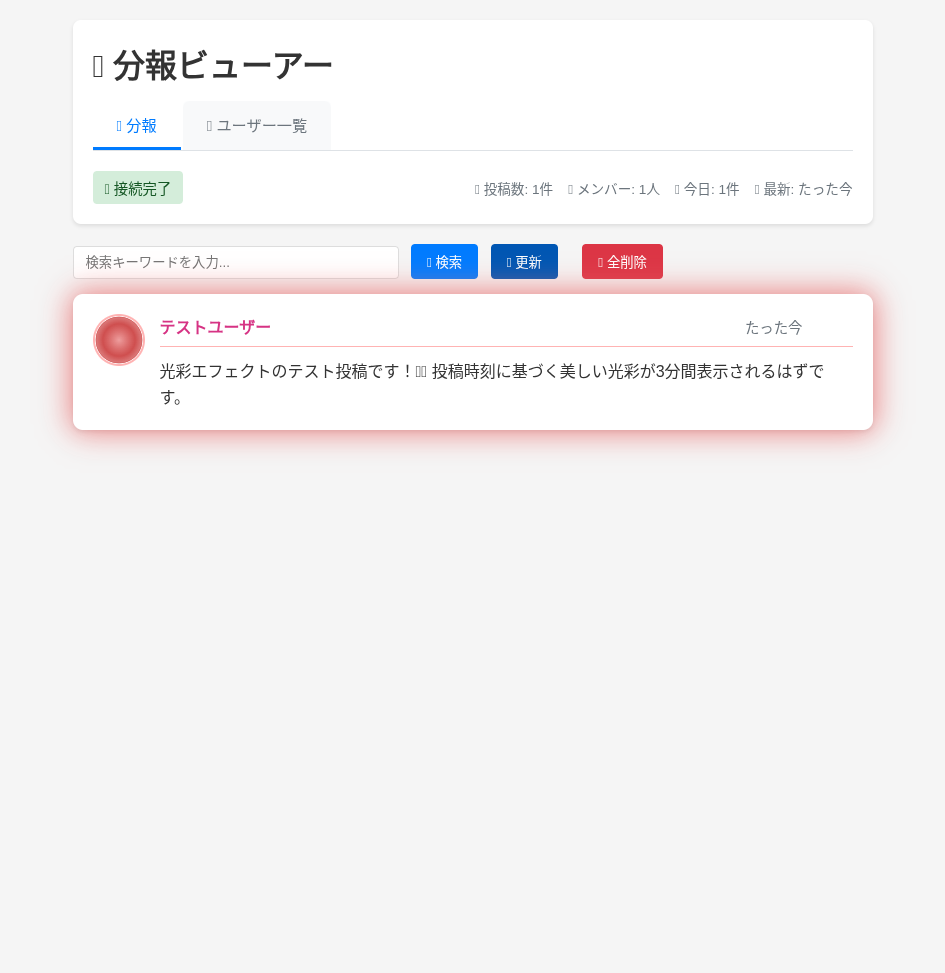 分報ビューアー
分報 ユーザー一覧
接続完了 投稿数: 1件 メンバー: 1人 今日: 1件 最新: たった今
検索キーワードを入力... 検索 更新 全削除
テストユーザー たった今
光彩エフェクトのテスト投稿です！ 投稿時刻に基づく美しい光彩が3分間表示されるはずで
す。